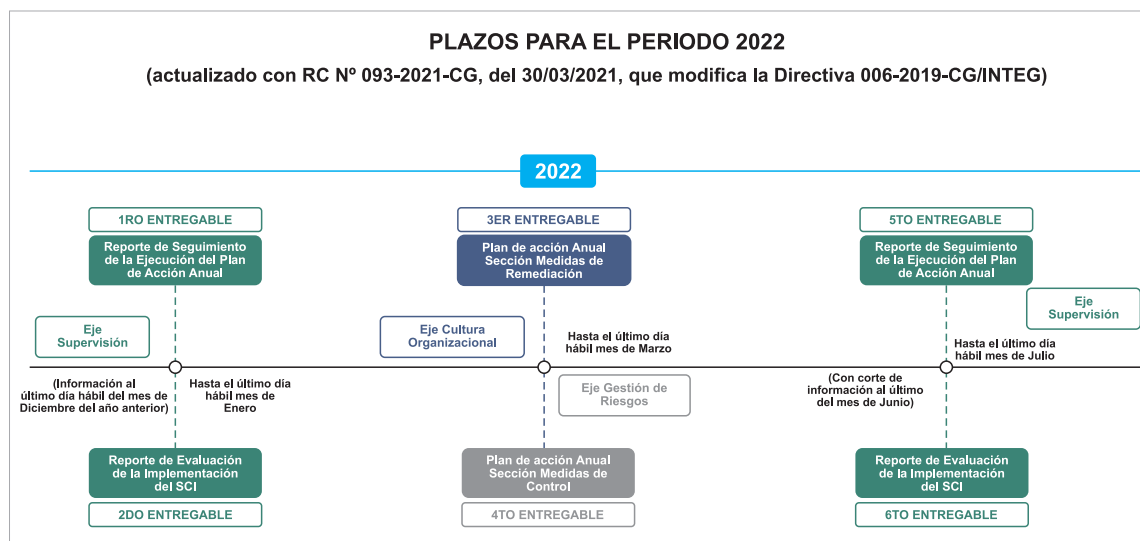 PLAZOS PARA EL PERIODO 2022
(actualizado con RC Nº 093-2021-CG, del 30/03/2021, que modifica la Directiva 006-2019-CG/INTEG)
2022
1RO ENTREGABLE
Reporte de Seguimiento
de la Ejecución del Plan
de Acción Anual
Eje
Supervisión
(Información al
último día hábil del mes de
Diciembre del año anterior)
Hasta el último día
hábil mes de
Enero
Reporte de Evaluación
de la Implementación
del SCI
2DO ENTREGABLE
3ER ENTREGABLE
Plan de acción Anual
Sección Medidas de
Remediación
Eje Cultura
Organizacional
Hasta el último día
hábil mes de Marzo
Eje Gestión de
Riesgos
Plan de acción Anual
Sección Medidas de
Control
4TO ENTREGABLE
5TO ENTREGABLE
Reporte de Seguimiento
de la Ejecución del Plan
de Acción Anual
Eje
Supervisión
Hasta el último día
hábil mes de Julio
(Con corte de
información al último
del mes de Junio)
Reporte de Evaluación
de la Implementación
del SCI
6TO ENTREGABLE